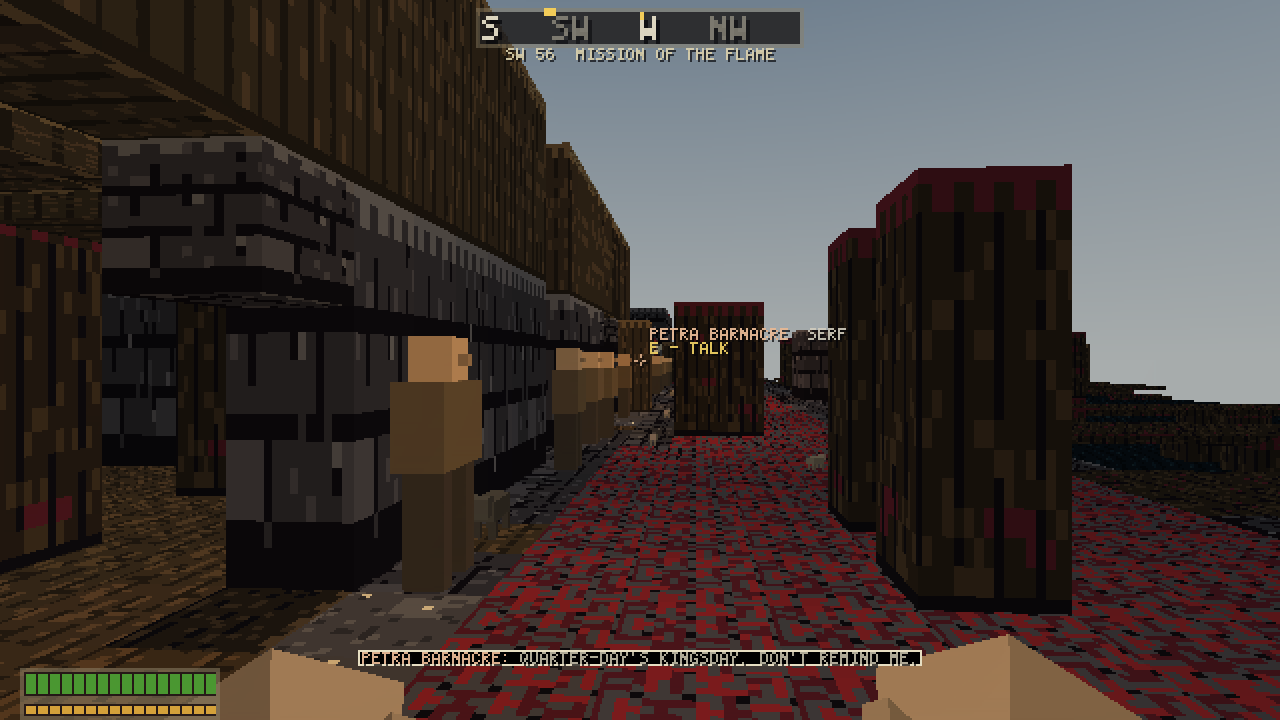 S SW W NW
SW 56 MISSION OF THE FLAME
PETRA BARNACRE SERF
E - TALK
PETRA BARNACRE: QUARTER-DAY'S KINGSDAY. DON'T REMIND ME.